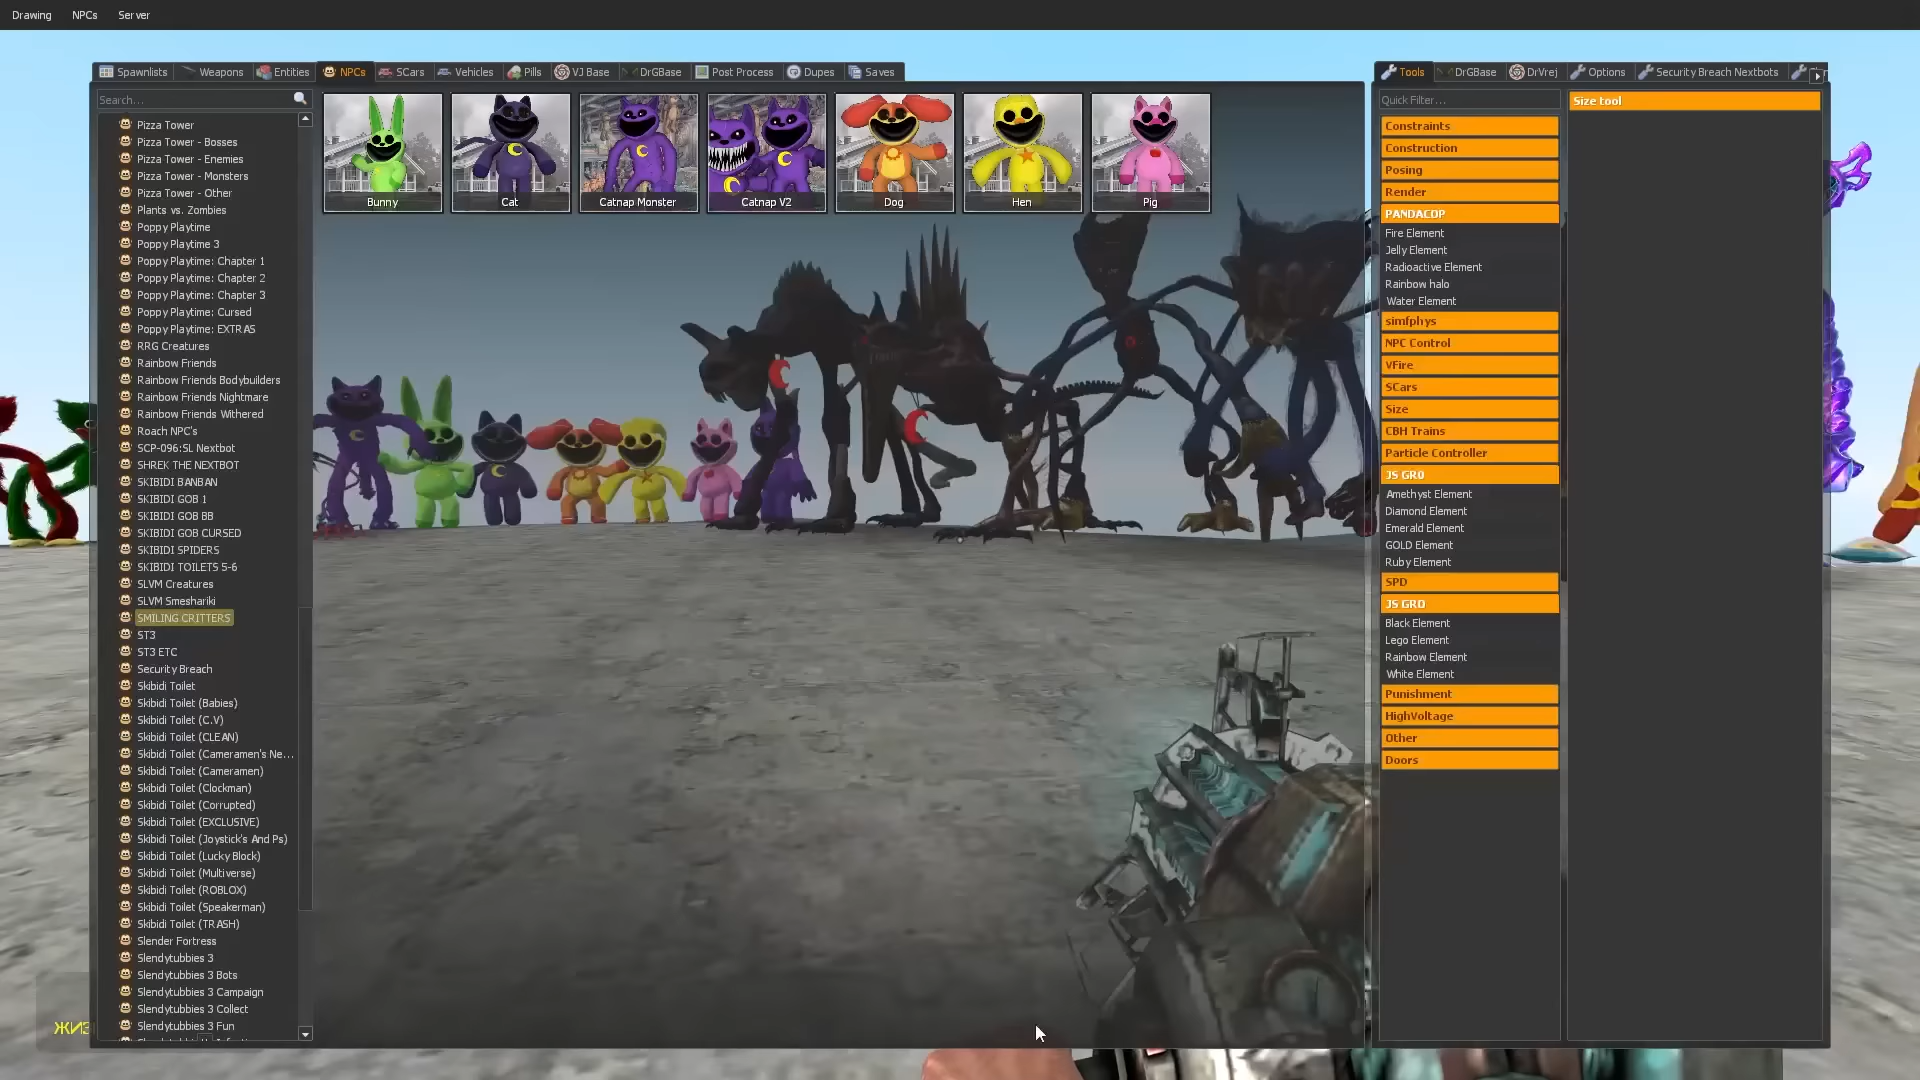 Drawing NPCs Server
Spawnlists Weapons Entities NPCs SCars Vehicles Pills VJ Base DrGBase Post Process Dupes Saves
Search...
Pizza Tower
Pizza Tower - Bosses
Pizza Tower - Enemies
Pizza Tower - Monsters
Pizza Tower - Other
Plants vs. Zombies
Poppy Playtime
Poppy Playtime 3
Poppy Playtime: Chapter 1
Poppy Playtime: Chapter 2
Poppy Playtime: Chapter 3
Poppy Playtime: Cursed
Poppy Playtime: EXTRAS
RRG Creatures
Rainbow Friends
Rainbow Friends Bodybuilders
Rainbow Friends Nightmare
Rainbow Friends Withered
Roach NPC's
SCP-096:SL Nextbot
SHREK THE NEXTBOT
SKIBIDI BANBAN
SKIBIDI GOB 1
SKIBIDI GOB BB
SKIBIDI GOB CURSED
SKIBIDI SPIDERS
SKIBIDI TOILETS 5-6
SLVM Creatures
SLVM Smeshariki
SMILING CRITTERS
ST3
ST3 ETC
Security Breach
Skibidi Toilet
Skibidi Toilet (Babies)
Skibidi Toilet (C.V)
Skibidi Toilet (CLEAN)
Skibidi Toilet (Cameramen's Ne...
Skibidi Toilet (Cameramen)
Skibidi Toilet (Clockman)
Skibidi Toilet (Corrupted)
Skibidi Toilet (EXCLUSIVE)
Skibidi Toilet (Joystick's And Ps)
Skibidi Toilet (Lucky Block)
Skibidi Toilet (Multiverse)
Skibidi Toilet (ROBLOX)
Skibidi Toilet (Speakerman)
Skibidi Toilet (TRASH)
Slender Fortress
Slendytubbies 3
Slendytubbies 3 Bots
Slendytubbies 3 Campaign
Slendytubbies 3 Collect
Slendytubbies 3 Fun
Bunny Cat Catnap Monster Catnap V2 Dog Hen Pig
Tools DrGBase DrVrej Options Security Breach Nextbots
Quick Filter...
Constraints
Construction
Posing
Render
PANDACOP
Fire Element
Jelly Element
Radioactive Element
Rainbow halo
Water Element
simfphys
NPC Control
VFire
SCars
Size
CBH Trains
Particle Controller
JS GRO
Amethyst Element
Diamond Element
Emerald Element
GOLD Element
Ruby Element
SPD
JS GRO
Black Element
Lego Element
Rainbow Element
White Element
Punishment
HighVoltage
Other
Doors
Size tool